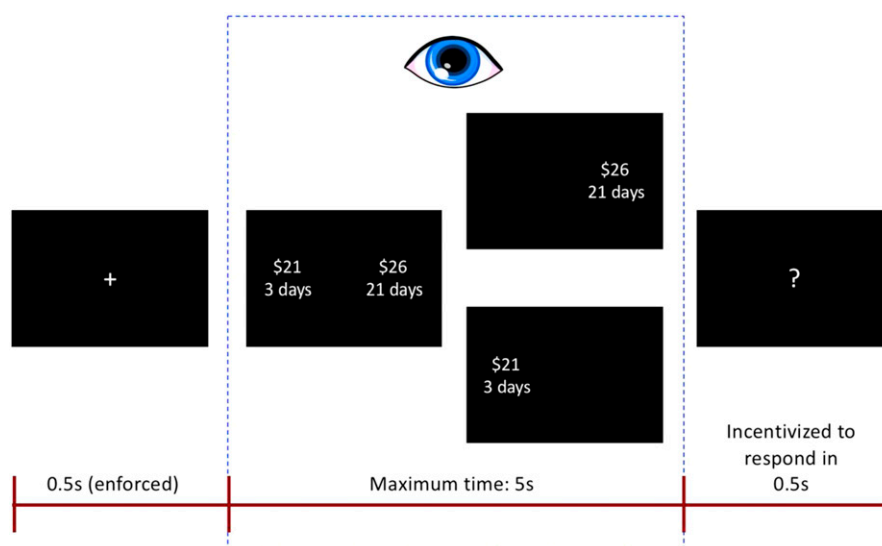 +
$21
3 days
$26
21 days
$26
21 days
$21
3 days
?
0.5s (enforced)
Maximum time: 5s
Incentivized to
respond in
0.5s